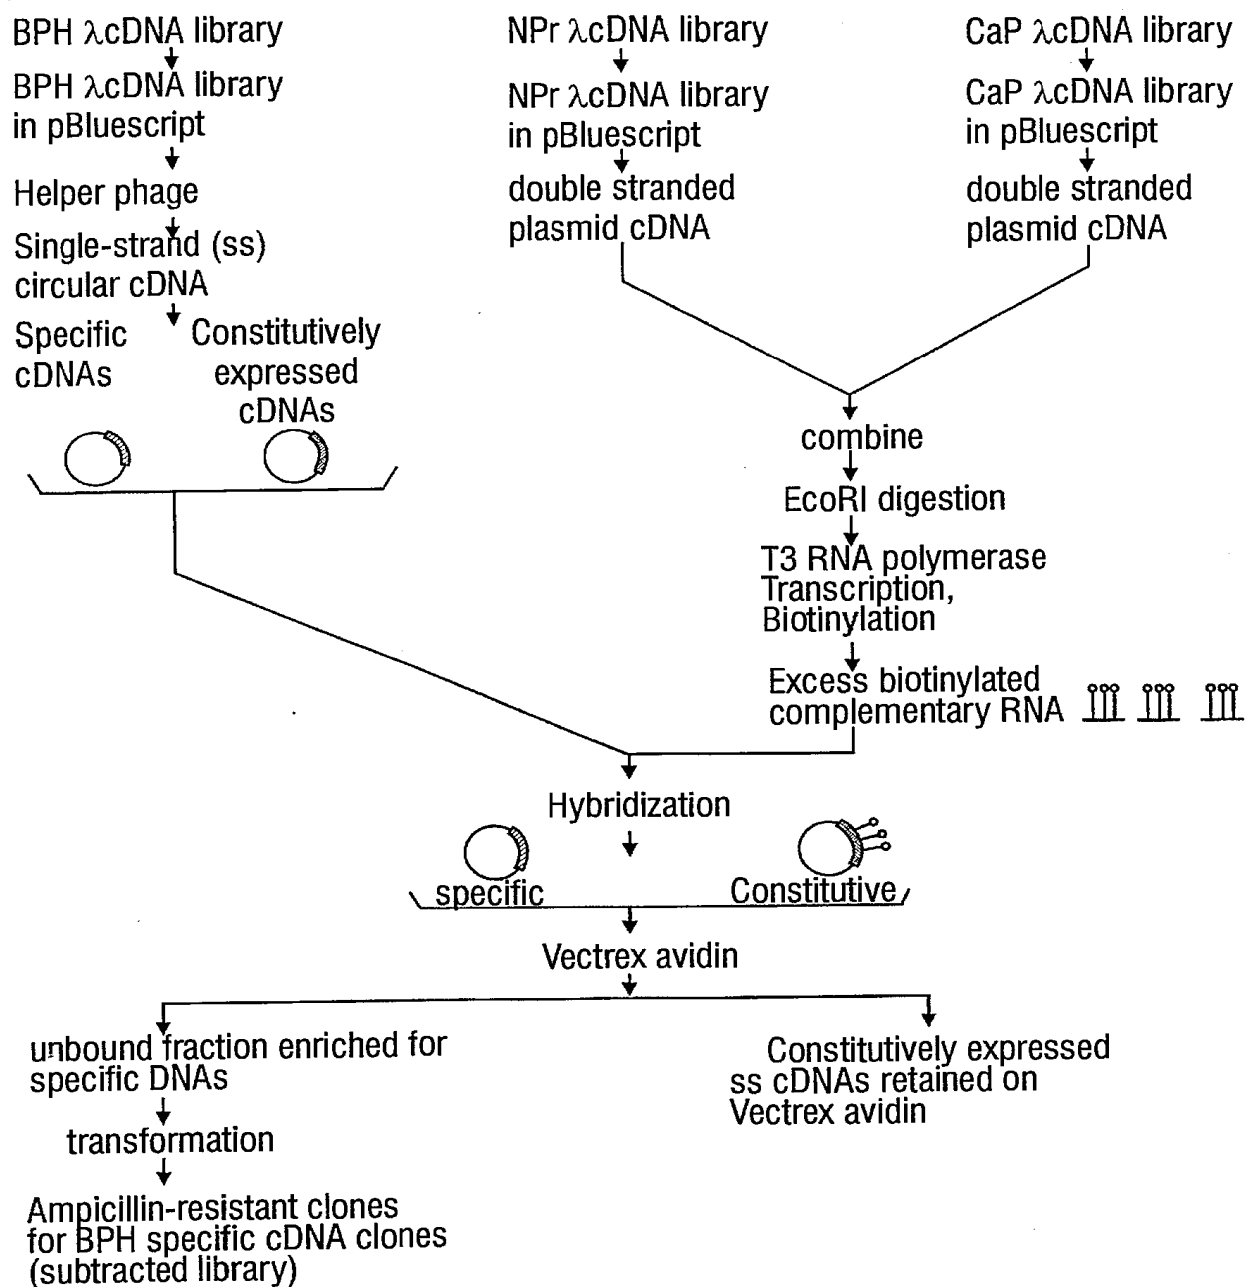 BPH λcDNA library
BPH λcDNA library
in pBluescript
Helper phage
Single-strand (ss)
circular cDNA
Specific
cDNAs
Constitutively
expressed
cDNAs
NPr λcDNA library
NPr λcDNA library
in pBluescript
double stranded
plasmid cDNA
CaP λcDNA library
CaP λcDNA library
in pBluescript
double stranded
plasmid cDNA
combine
EcoRI digestion
T3 RNA polymerase
Transcription,
Biotinylation
Excess biotinylated
complementary RNA
Hybridization
specific
Constitutive
Vectrex avidin
unbound fraction enriched for
specific DNAs
transformation
Ampicillin-resistant clones
for BPH specific cDNA clones
(subtracted library)
Constitutively expressed
ss cDNAs retained on
Vectrex avidin